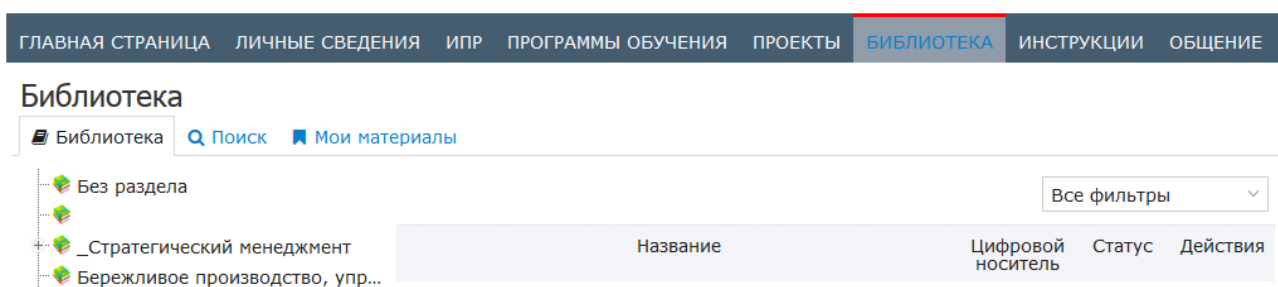 ГЛАВНАЯ СТРАНИЦА ЛИЧНЫЕ СВЕДЕНИЯ ИПР ПРОГРАММЫ ОБУЧЕНИЯ ПРОЕКТЫ БИБЛИОТЕКА ИНСТРУКЦИИ ОБЩЕНИЕ
Библиотека
Библиотека Поиск Мои материалы
Без раздела
Все фильтры
_Стратегический менеджмент
Название Цифровой носитель Статус Действия
Бережливое производство, упр...